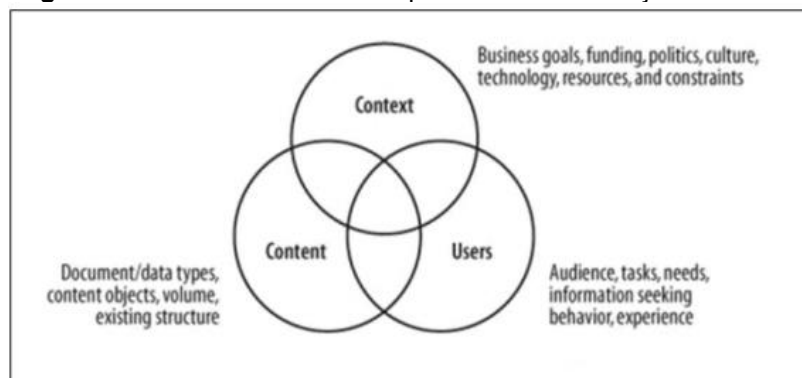 Business goals, funding, politics, culture,
technology, resources, and constraints
Context
Content
Users
Document/data types,
content objects, volume,
existing structure
Audience, tasks, needs,
information seeking
behavior, experience